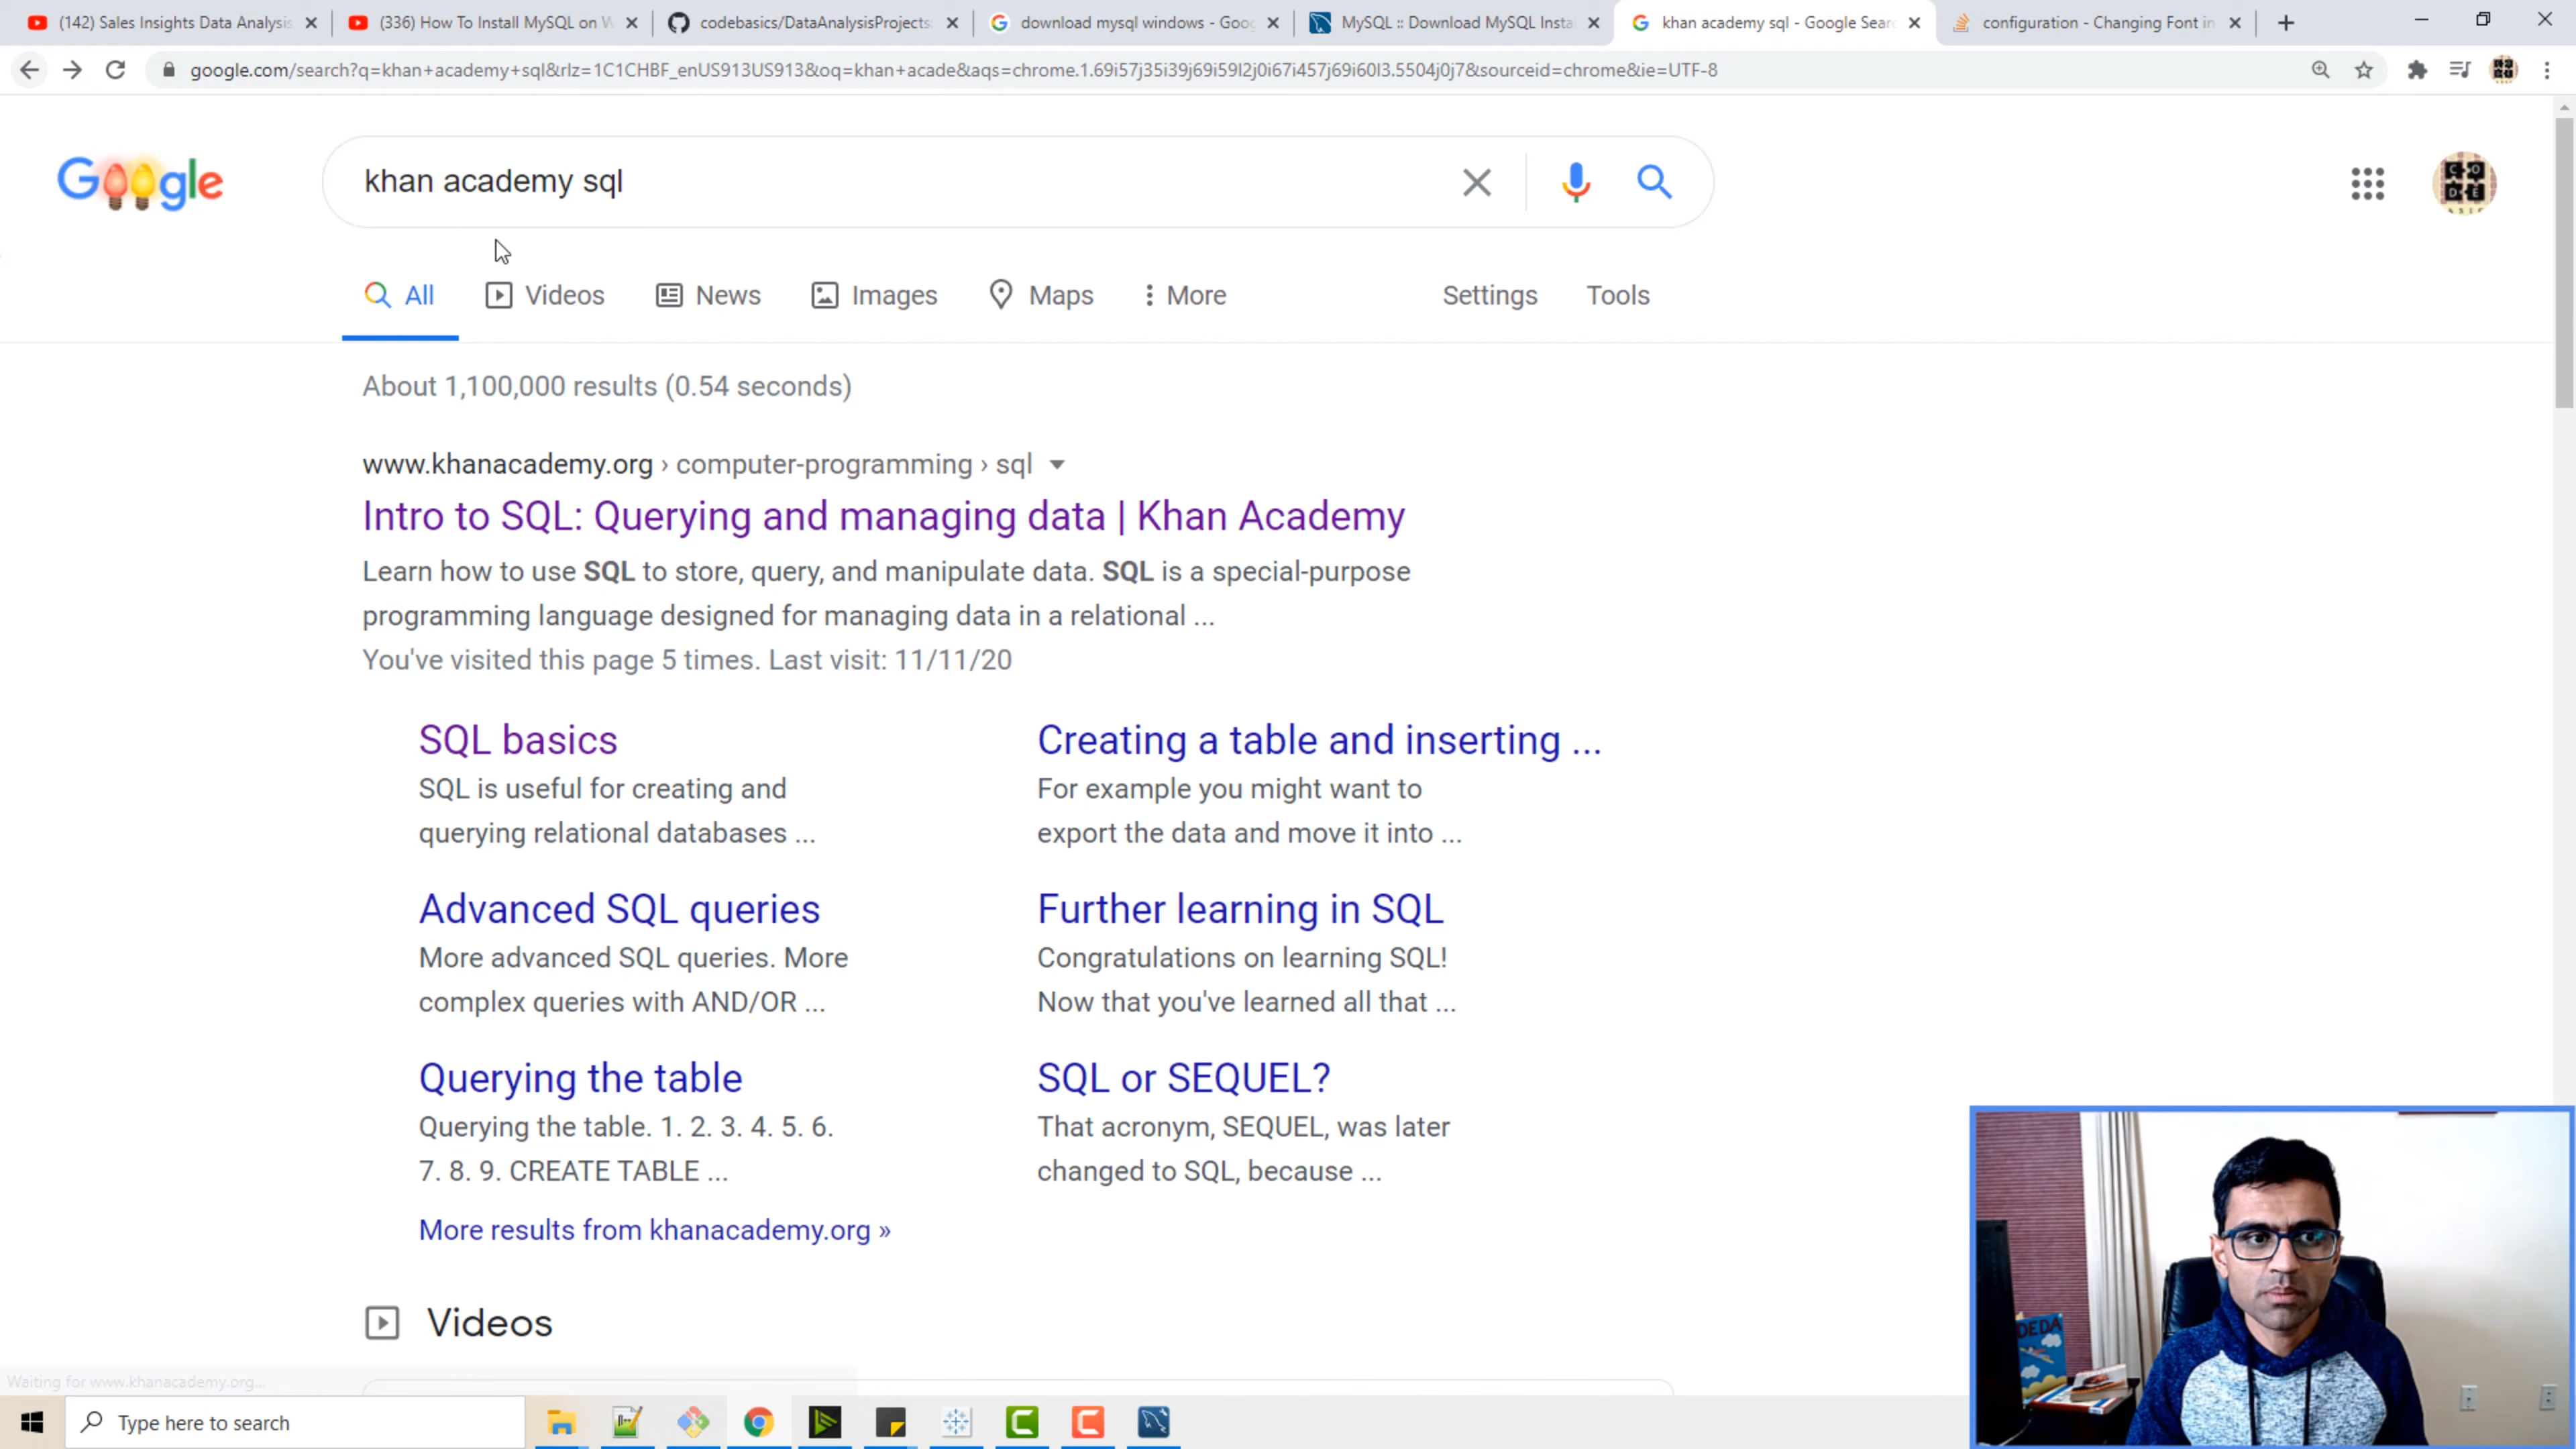 (142) Sales Insights Data Analysis
(336) How To Install MySQL on W
codebasics/DataAnalysisProjects
download mysql windows - Goo
MySQL :: Download MySQL Insta
khan academy sql - Google Sear
configuration - Changing Font in
google.com/search?q=khan+academy+sql&rlz=1C1CHBF_enUS913US913&oq=khan+acade&aqs=chrome.1.69i57j35i39j69i59l2j0i67i457j69i60l3.5504j0j7&sourceid=chrome&ie=UTF-8
Google
khan academy sql
All
Videos
News
Images
Maps
More
Settings
Tools
About 1,100,000 results (0.54 seconds)
www.khanacademy.org › computer-programming › sql
Intro to SQL: Querying and managing data | Khan Academy
Learn how to use SQL to store, query, and manipulate data. SQL is a special-purpose
programming language designed for managing data in a relational ...
You've visited this page 5 times. Last visit: 11/11/20
SQL basics
SQL is useful for creating and
querying relational databases ...
Creating a table and inserting ...
For example you might want to
export the data and move it into ...
Advanced SQL queries
More advanced SQL queries. More
complex queries with AND/OR ...
Further learning in SQL
Congratulations on learning SQL!
Now that you've learned all that ...
Querying the table
Querying the table. 1. 2. 3. 4. 5. 6.
7. 8. 9. CREATE TABLE ...
SQL or SEQUEL?
That acronym, SEQUEL, was later
changed to SQL, because ...
More results from khanacademy.org »
Videos
Waiting for www.khanacademy.org...
Type here to search